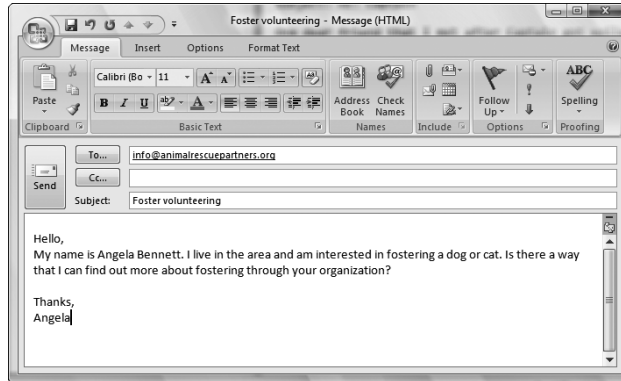 Foster volunteering - Message (HTML)
Message Insert Options Format Text
Calibri (Bo 11 A A
Paste B I U ab A
Address Book Check Names Follow Up ABC Spelling
Clipboard Basic Text Names Include Options Proofing
To... info@animalrescuepartners.org
Cc...
Send
Subject: Foster volunteering
Hello,
My name is Angela Bennett. I live in the area and am interested in fostering a dog or cat. Is there a way
that I can find out more about fostering through your organization?
Thanks,
Angela